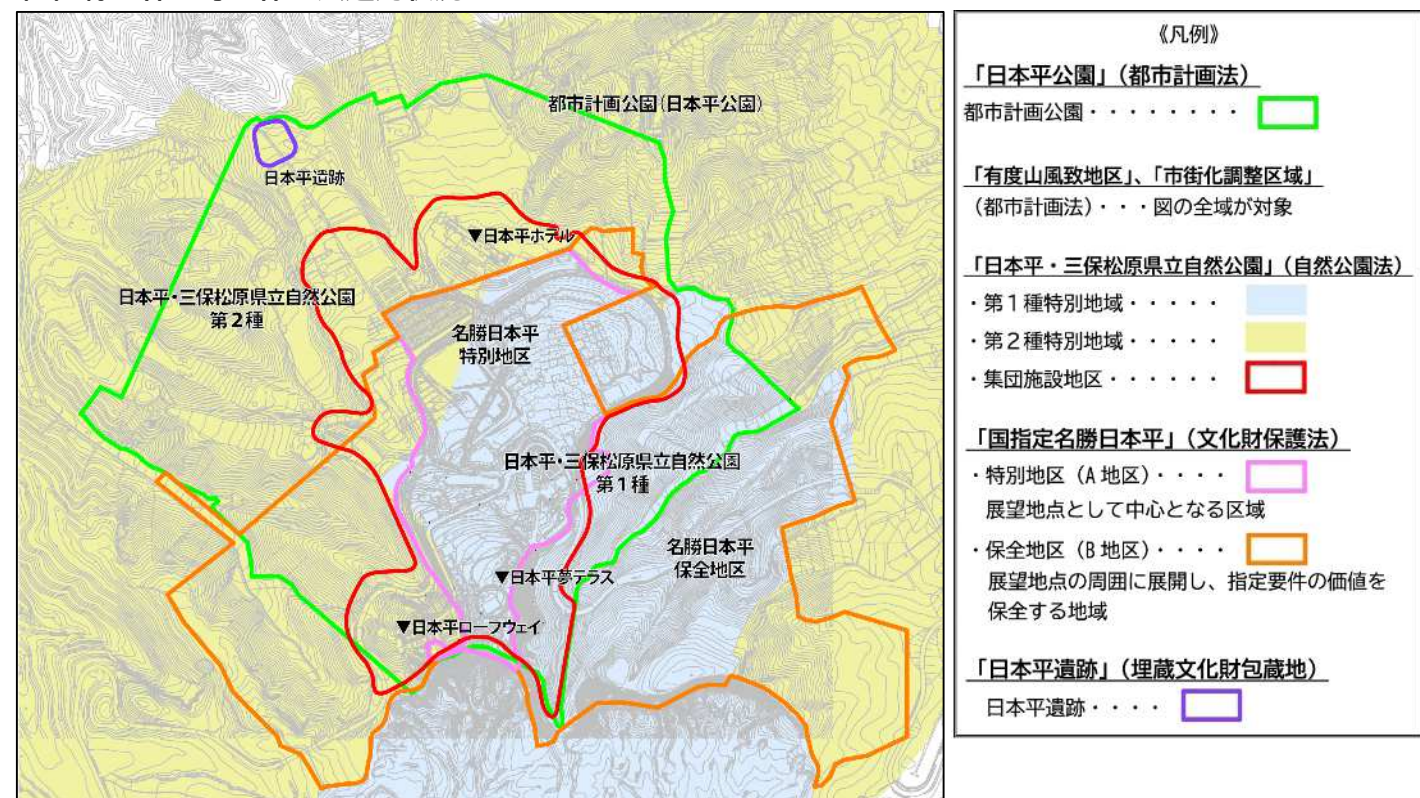 都市計画公園(日本平公園)
日本平遺跡
▼日本平ホテル
日本平・三保松原県立自然公園
第2種
名勝日本平
特別地区
日本平・三保松原県立自然公園
第1種
名勝日本平
保全地区
▼日本平夢テラス
▼日本平ロープウェイ
《凡例》
「日本平公園」(都市計画法)
都市計画公園・・・・・・・・
「有度山風致地区」、「市街化調整区域」
(都市計画法)・・・図の全域が対象
「日本平・三保松原県立自然公園」(自然公園法)
・第1種特別地域・・・・・
・第2種特別地域・・・・・
・集団施設地区・・・・・・
「国指定名勝日本平」(文化財保護法)
・特別地区(A地区)・・・・
展望地点として中心となる区域
・保全地区(B地区)・・・・
展望地点の周囲に展開し、指定要件の価値を
保全する地域
「日本平遺跡」(埋蔵文化財包蔵地)
日本平遺跡・・・・